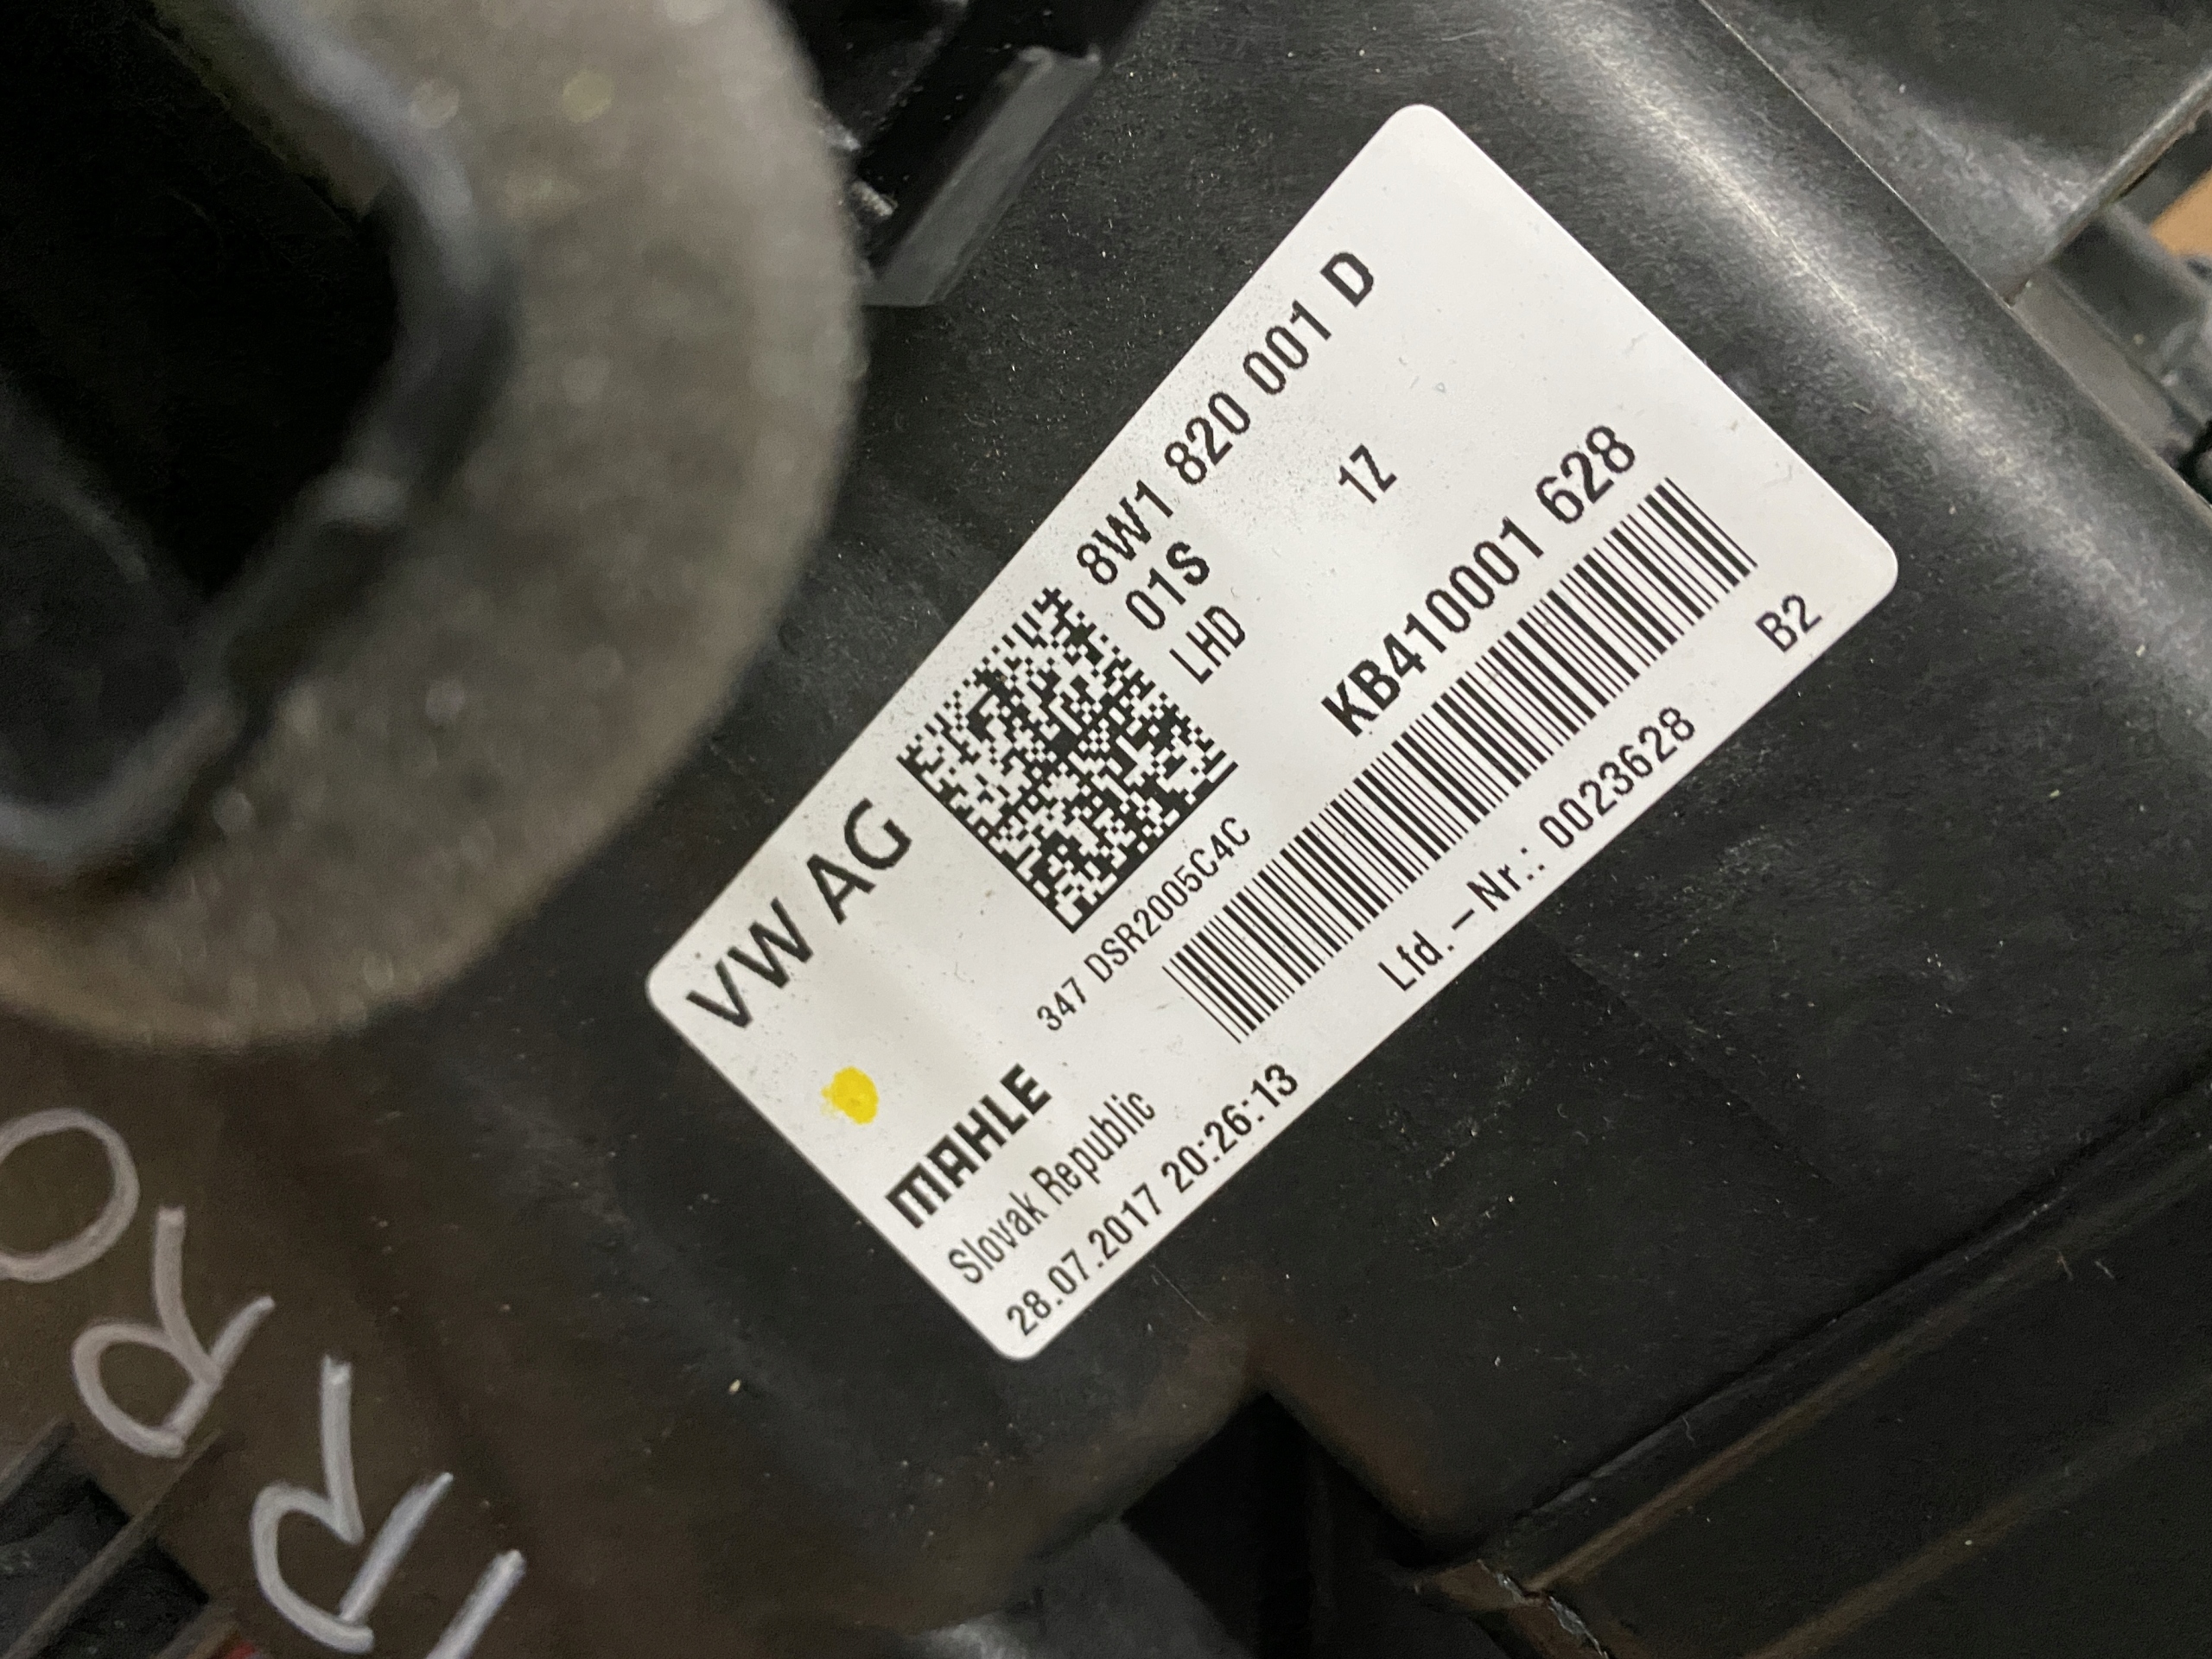 VW AG
8W1 820 001 D
01S
LHD
1Z
347 DSR2005C4C
KB410001 628
MAHLE
Slovak Republic
28.07.2017 20:26:13
Lfd.-Nr.: 0023628
B2